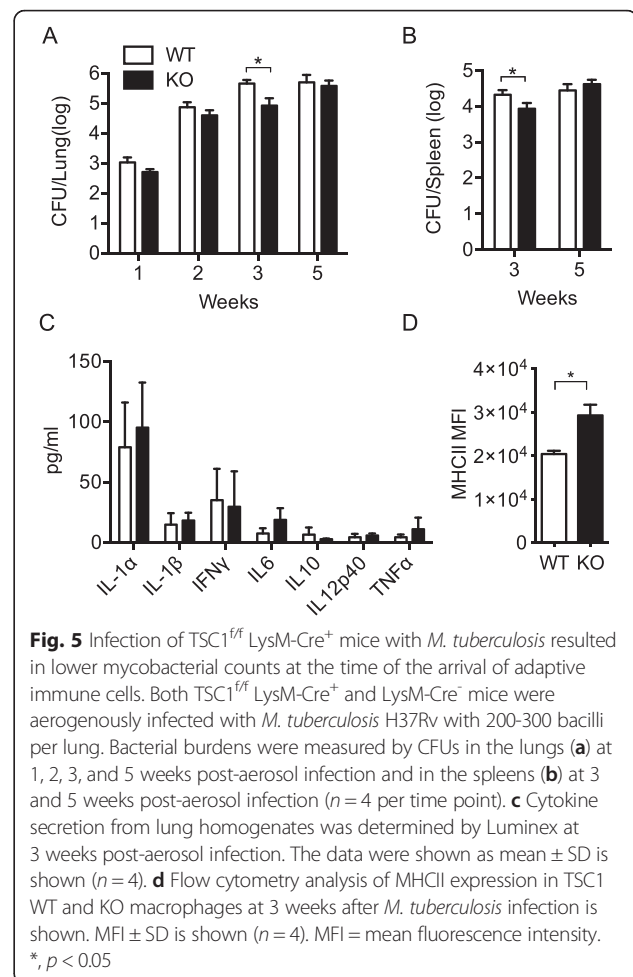 A
WT
KO
*
CFU/Lung(log)
6
5
4
3
2
1
0
1 2 3 5
Weeks
B
*
CFU/Spleen (log)
5
4
3
2
1
0
3 5
Weeks
C
pg/ml
150
100
50
0
IL-1α IL-1β IFNγ IL6 IL10 IL12p40 TNFα
D
*
MHCII MFI
4×10⁴
3×10⁴
2×10⁴
1×10⁴
0
WT KO
Fig. 5 Infection of TSC1f/f LysM-Cre⁺ mice with M. tuberculosis resulted
in lower mycobacterial counts at the time of the arrival of adaptive
immune cells. Both TSC1f/f LysM-Cre⁺ and LysM-Cre⁻ mice were
aerogenously infected with M. tuberculosis H37Rv with 200-300 bacilli
per lung. Bacterial burdens were measured by CFUs in the lungs (a) at
1, 2, 3, and 5 weeks post-aerosol infection and in the spleens (b) at 3
and 5 weeks post-aerosol infection (n = 4 per time point). c Cytokine
secretion from lung homogenates was determined by Luminex at
3 weeks post-aerosol infection. The data were shown as mean ± SD is
shown (n = 4). d Flow cytometry analysis of MHCII expression in TSC1
WT and KO macrophages at 3 weeks after M. tuberculosis infection is
shown. MFI ± SD is shown (n = 4). MFI = mean fluorescence intensity.
*, p < 0.05